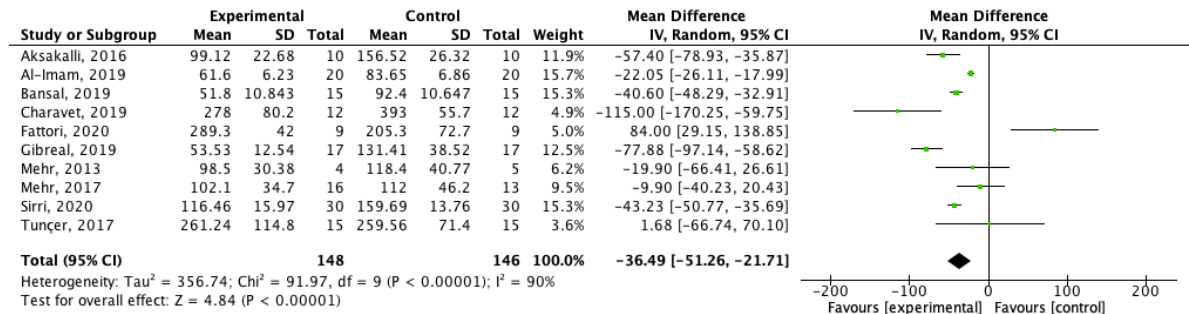 Experimental Control Mean Difference Mean Difference
Study or Subgroup Mean SD Total Mean SD Total Weight IV, Random, 95% CI IV, Random, 95% CI
Aksakalli, 2016 99.12 22.68 10 156.52 26.32 10 11.9% −57.40 [−78.93, −35.87]
Al-Imam, 2019 61.6 6.23 20 83.65 6.86 20 15.7% −22.05 [−26.11, −17.99]
Bansal, 2019 51.8 10.843 15 92.4 10.647 15 15.3% −40.60 [−48.29, −32.91]
Charavet, 2019 278 80.2 12 393 55.7 12 4.9% −115.00 [−170.25, −59.75]
Fattori, 2020 289.3 42 9 205.3 72.7 9 5.0% 84.00 [29.15, 138.85]
Gibreal, 2019 53.53 12.54 17 131.41 38.52 17 12.5% −77.88 [−97.14, −58.62]
Mehr, 2013 98.5 30.38 4 118.4 40.77 5 6.2% −19.90 [−66.41, 26.61]
Mehr, 2017 102.1 34.7 16 112 46.2 13 9.5% −9.90 [−40.23, 20.43]
Sirri, 2020 116.46 15.97 30 159.69 13.76 30 15.3% −43.23 [−50.77, −35.69]
Tunçer, 2017 261.24 114.8 15 259.56 71.4 15 3.6% 1.68 [−66.74, 70.10]
Total (95% CI) 148 146 100.0% −36.49 [−51.26, −21.71]
Heterogeneity: Tau² = 356.74; Chi² = 91.97, df = 9 (P < 0.00001); I² = 90%
Test for overall effect: Z = 4.84 (P < 0.00001)
−200 −100 0 100 200
Favours [experimental] Favours [control]